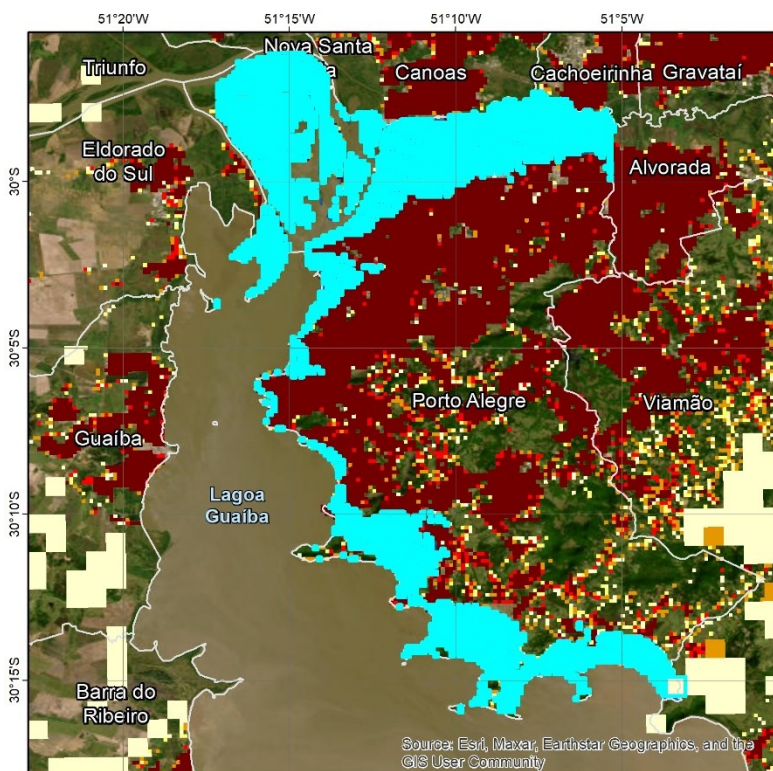 51°20'W
51°15'W
51°10'W
51°5'W
Nova Santa
Triunfo
Canoas
Cachoeirinha
Gravataí
Eldorado
do Sul
30°S
Alvorada
30°5'S
Porto Alegre
Viamão
Guaíba
Lagoa
Guaíba
30°10'S
30°15'S
Barra do
Ribeiro
Source: Esri, Maxar, Earthstar Geographics, and the
GIS User Community